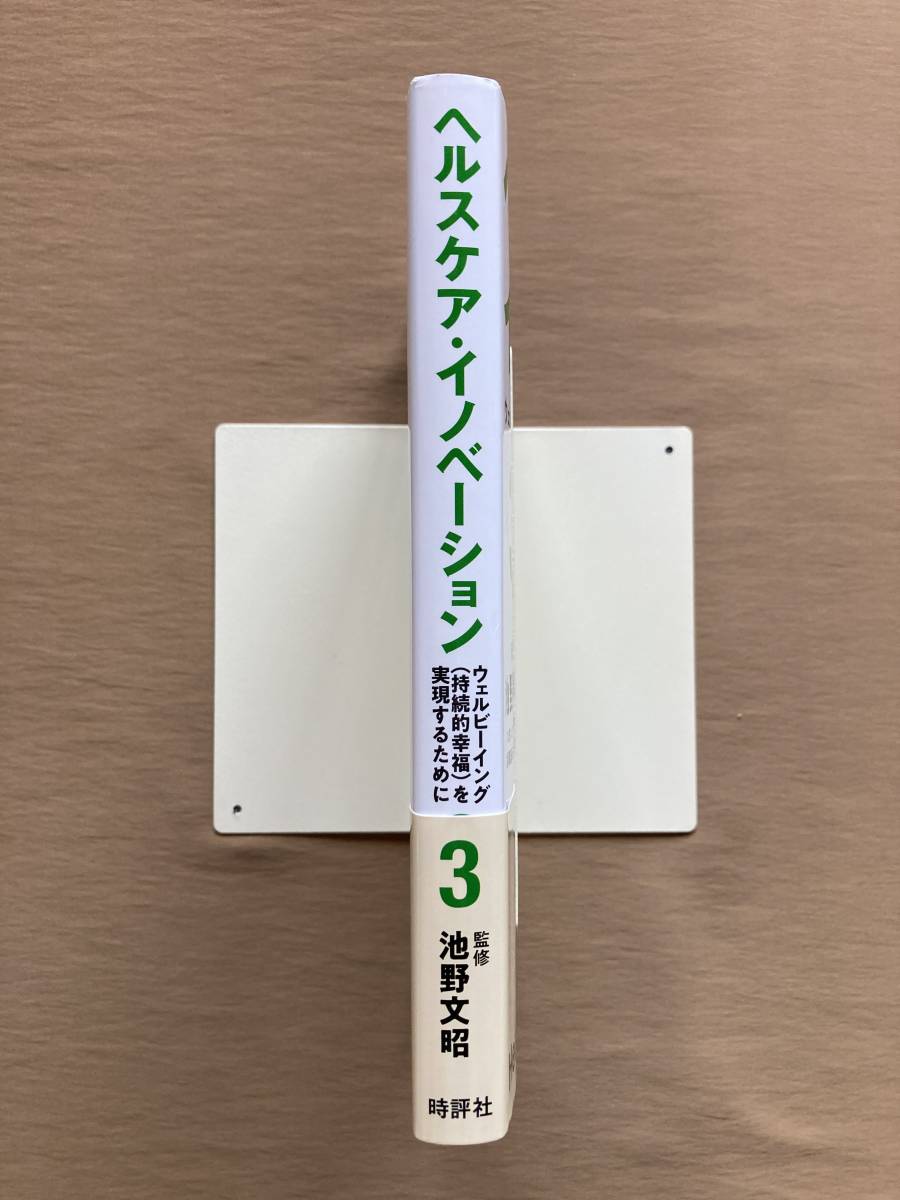 ヘルスケア・イノベーション
ウェルビーイング
（持続的幸福）を
実現するために
3
監修
池野文昭
時評社